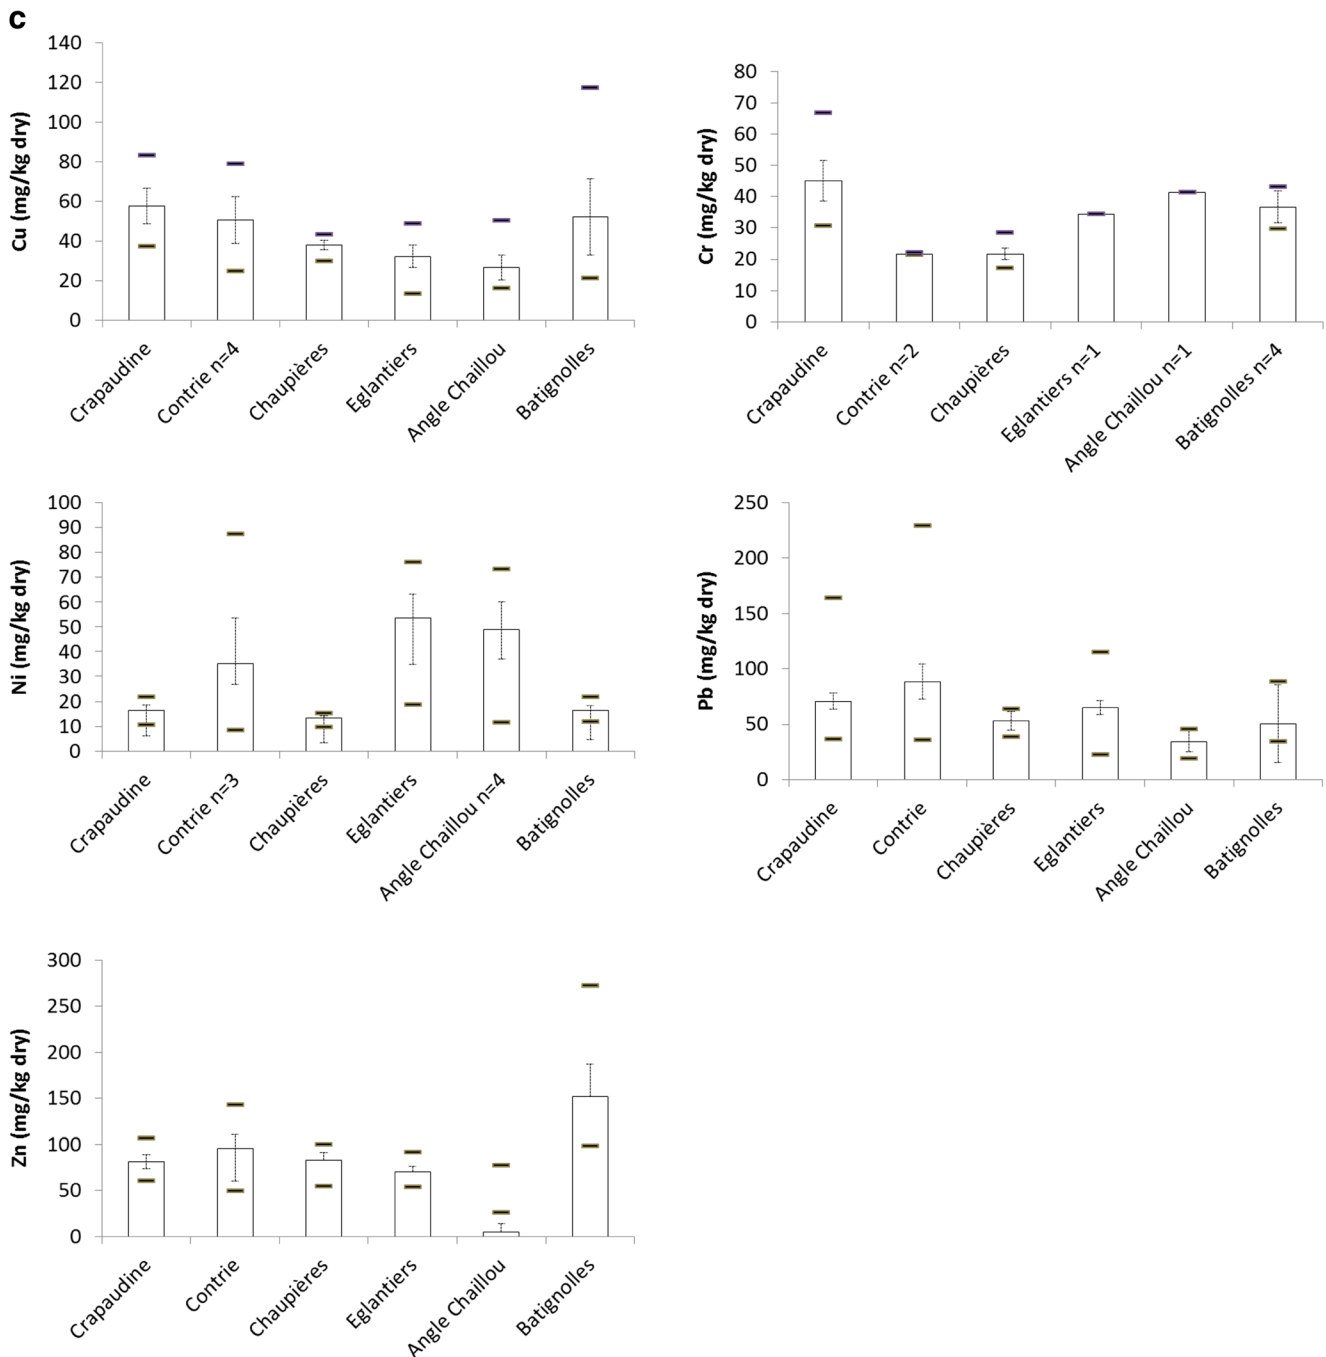 c
Cu (mg/kg dry)
140
120
100
80
60
40
20
0
Crapaudine
Contrie n=4
Chaupières
Eglantiers
Angle Chaillou
Batignolles
Cr (mg/kg dry)
80
70
60
50
40
30
20
10
0
Crapaudine
Contrie n=2
Chaupières
Eglantiers n=1
Angle Chaillou n=1
Batignolles n=4
Ni (mg/kg dry)
100
90
80
70
60
50
40
30
20
10
0
Crapaudine
Contrie n=3
Chaupières
Eglantiers
Angle Chaillou n=4
Batignolles
Pb (mg/kg dry)
250
200
150
100
50
0
Crapaudine
Contrie
Chaupières
Eglantiers
Angle Chaillou
Batignolles
Zn (mg/kg dry)
300
250
200
150
100
50
0
Crapaudine
Contrie
Chaupières
Eglantiers
Angle Chaillou
Batignolles